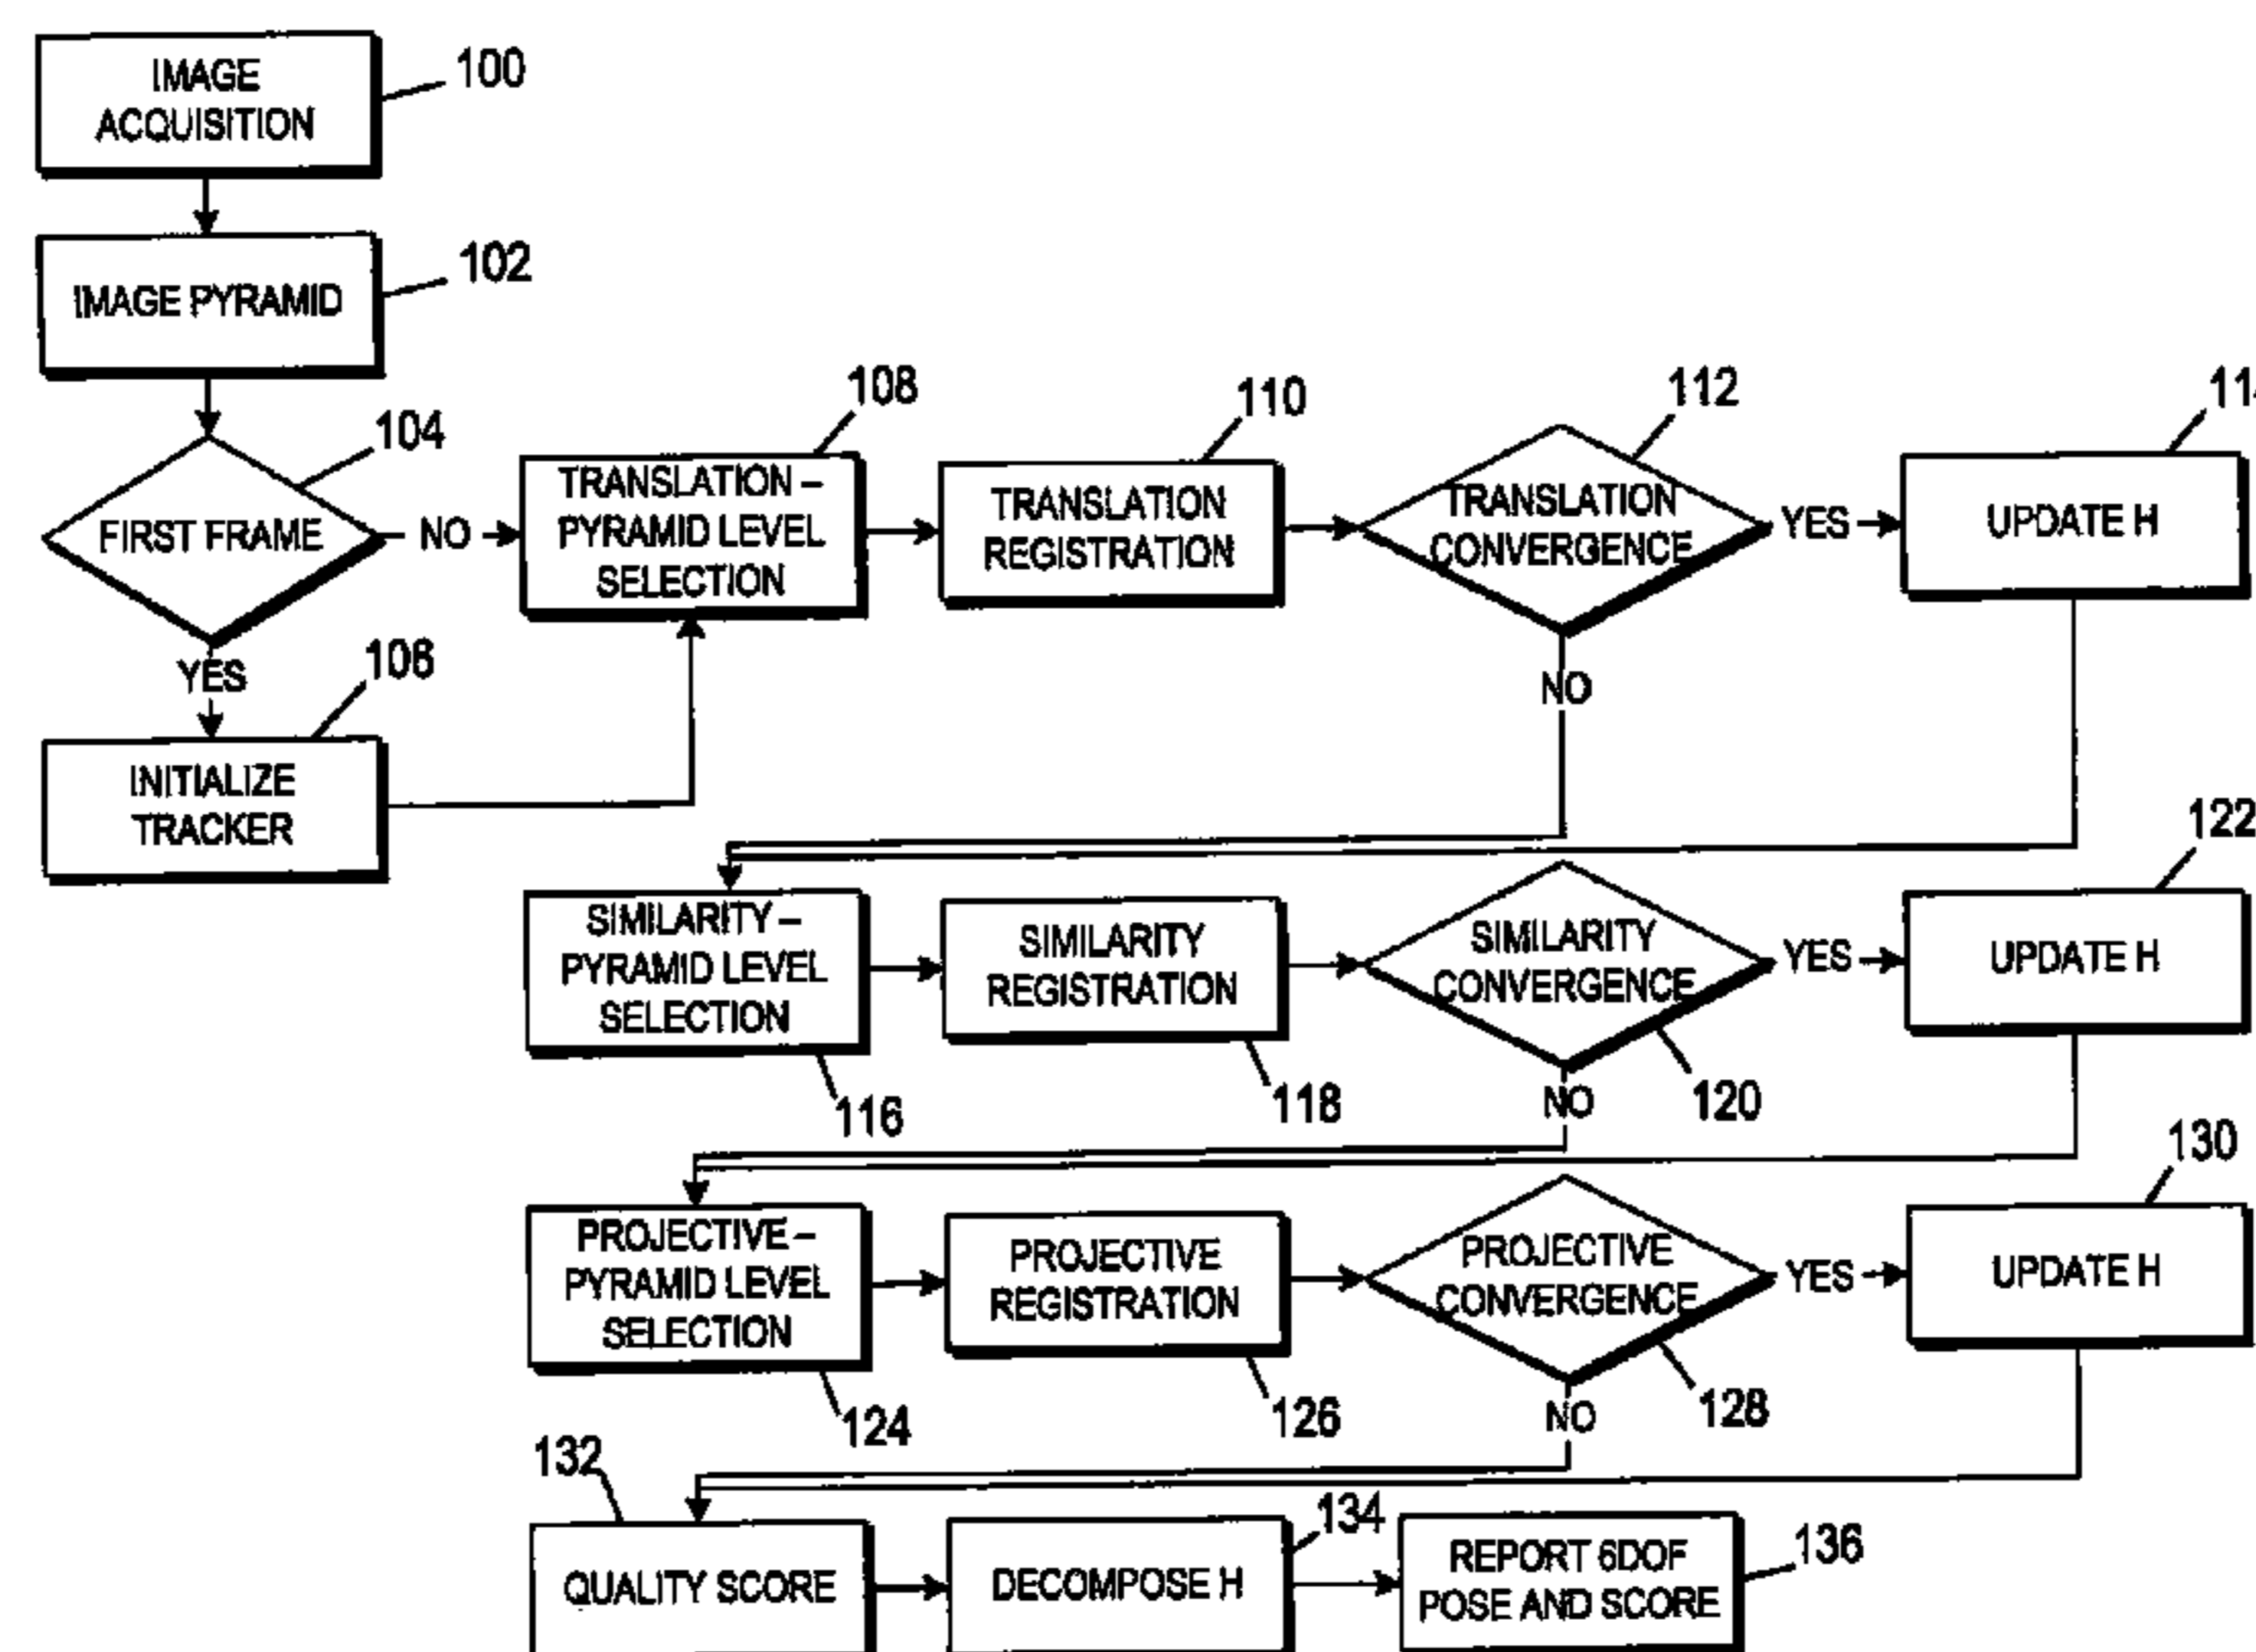 IMAGE
ACQUISITION
100
IMAGE PYRAMID
102
FIRST FRAME
104
NO
YES
INITIALIZE
TRACKER
106
TRANSLATION –
PYRAMID LEVEL
SELECTION
108
TRANSLATION
REGISTRATION
110
TRANSLATION
CONVERGENCE
112
YES
NO
UPDATE H
SIMILARITY –
PYRAMID LEVEL
SELECTION
116
SIMILARITY
REGISTRATION
118
SIMILARITY
CONVERGENCE
120
YES
NO
UPDATE H
122
PROJECTIVE –
PYRAMID LEVEL
SELECTION
124
PROJECTIVE
REGISTRATION
126
PROJECTIVE
CONVERGENCE
128
YES
NO
UPDATE H
130
QUALITY SCORE
132
DECOMPOSE H
134
REPORT 6DOF
POSE AND SCORE
136